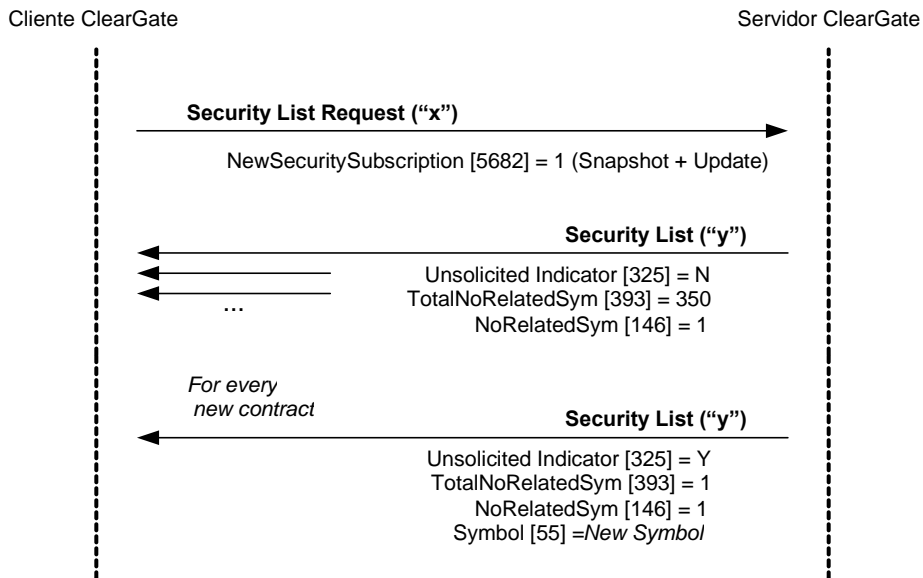 Cliente ClearGate
Servidor ClearGate
Security List Request (“x”)
NewSecuritySubscription [5682] = 1 (Snapshot + Update)
Security List (“y”)
Unsolicited Indicator [325] = N
TotalNoRelatedSym [393] = 350
NoRelatedSym [146] = 1
...
For every
new contract
Security List (“y”)
Unsolicited Indicator [325] = Y
TotalNoRelatedSym [393] = 1
NoRelatedSym [146] = 1
Symbol [55] =New Symbol